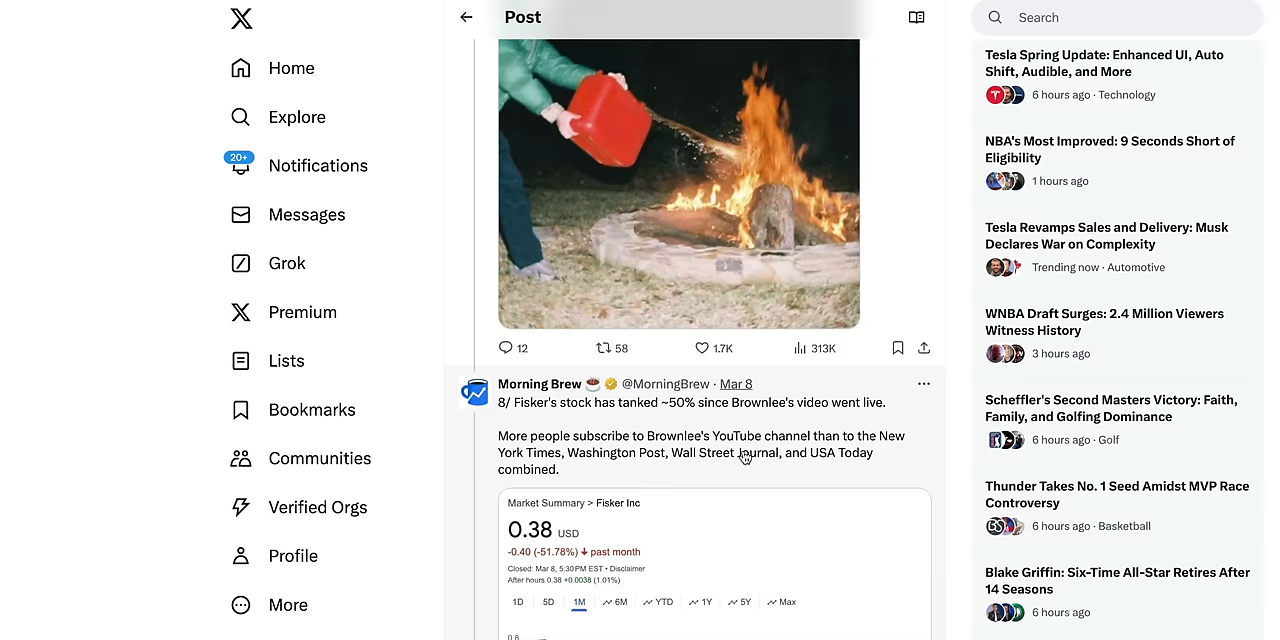 Home
Explore
20+
Notifications
Messages
Grok
Premium
Lists
Bookmarks
Communities
Verified Orgs
Profile
More
Post
12 58 1.7K 313K
Morning Brew @MorningBrew · Mar 8
8/ Fisker's stock has tanked ~50% since Brownlee's video went live.
More people subscribe to Brownlee's YouTube channel than to the New
York Times, Washington Post, Wall Street Journal, and USA Today
combined.
Market Summary > Fisker Inc
0.38 USD
-0.40 (-51.78%) ↓ past month
Closed: Mar 8, 5:30 PM EST • Disclaimer
After hours 0.38 +0.0038 (1.01%)
1D 5D 1M 6M YTD 1Y 5Y Max
0.8
Search
Tesla Spring Update: Enhanced UI, Auto
Shift, Audible, and More
6 hours ago · Technology
NBA's Most Improved: 9 Seconds Short of
Eligibility
1 hours ago
Tesla Revamps Sales and Delivery: Musk
Declares War on Complexity
Trending now · Automotive
WNBA Draft Surges: 2.4 Million Viewers
Witness History
3 hours ago
Scheffler's Second Masters Victory: Faith,
Family, and Golfing Dominance
6 hours ago · Golf
Thunder Takes No. 1 Seed Amidst MVP Race
Controversy
6 hours ago · Basketball
Blake Griffin: Six-Time All-Star Retires After
14 Seasons
6 hours ago